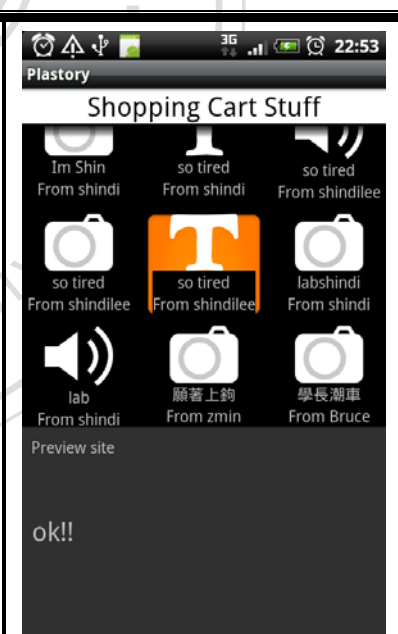 3G 22:53
Plastory
Shopping Cart Stuff
Im Shin so tired so tired
From shindi From shindi From shindilee
T
so tired so tired labshindi
From shindilee From shindilee From shindi
lab 願著上鈎 學長潮車
From shindi From zmin From Bruce
Preview site
ok!!